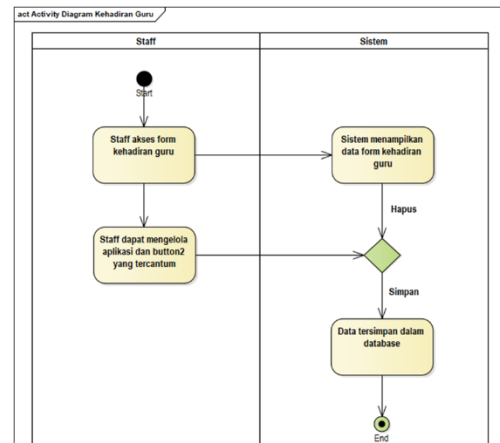 act Activity Diagram Kehadiran Guru
Staff
Sistem
Start
Staff akses form
kehadiran guru
Sistem menampilkan
data form kehadiran
guru
Hapus
Staff dapat mengelola
aplikasi dan button2
yang tercantum
Simpan
Data tersimpan dalam
database
End